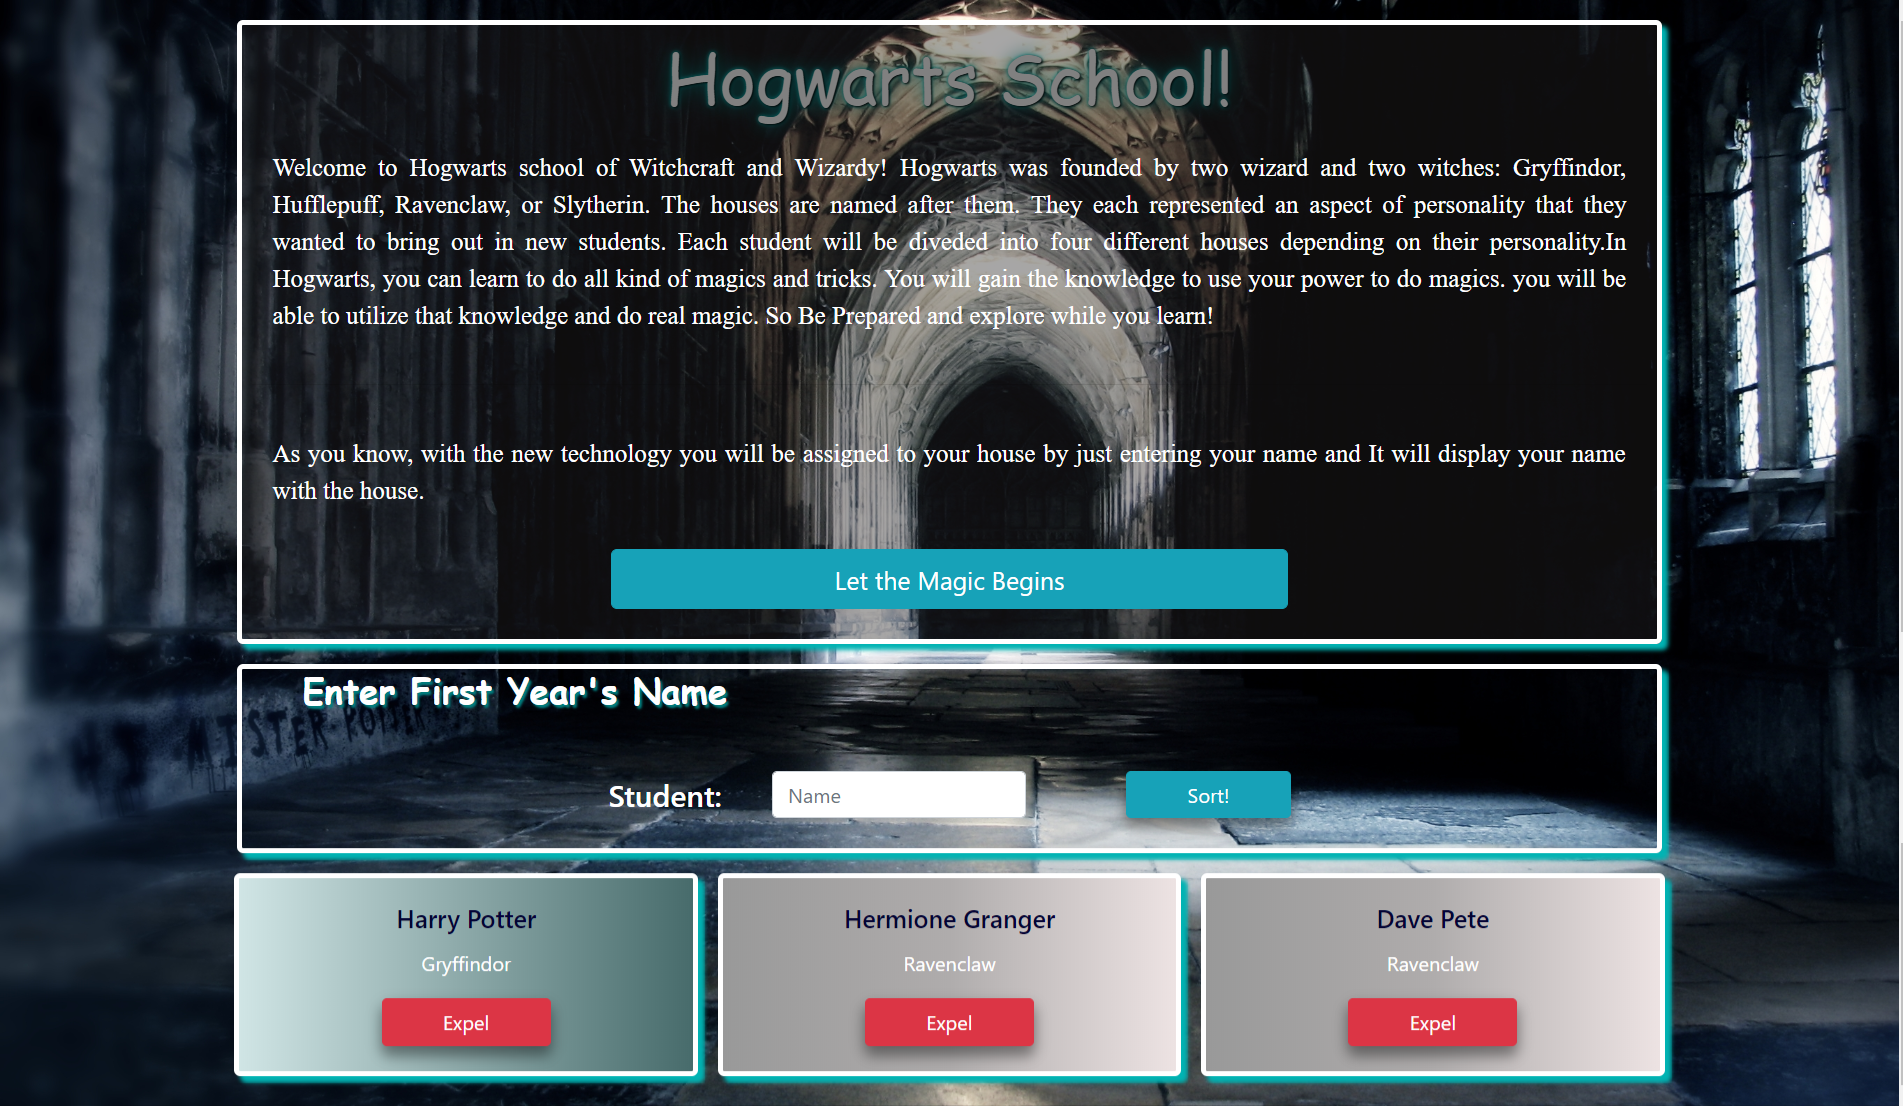 Hogwarts School!
Welcome to Hogwarts school of Witchcraft and Wizardy! Hogwarts was founded by two wizard and two witches: Gryffindor,
Hufflepuff, Ravenclaw, or Slytherin. The houses are named after them. They each represented an aspect of personality that they
wanted to bring out in new students. Each student will be diveded into four different houses depending on their personality.In
Hogwarts, you can learn to do all kind of magics and tricks. You will gain the knowledge to use your power to do magics. you will be
able to utilize that knowledge and do real magic. So Be Prepared and explore while you learn!
As you know, with the new technology you will be assigned to your house by just entering your name and It will display your name
with the house.
Let the Magic Begins
Enter First Year's Name
MISTER POTTER
Student: Name Sort!
Harry Potter
Gryffindor
Expel
Hermione Granger
Ravenclaw
Expel
Dave Pete
Ravenclaw
Expel